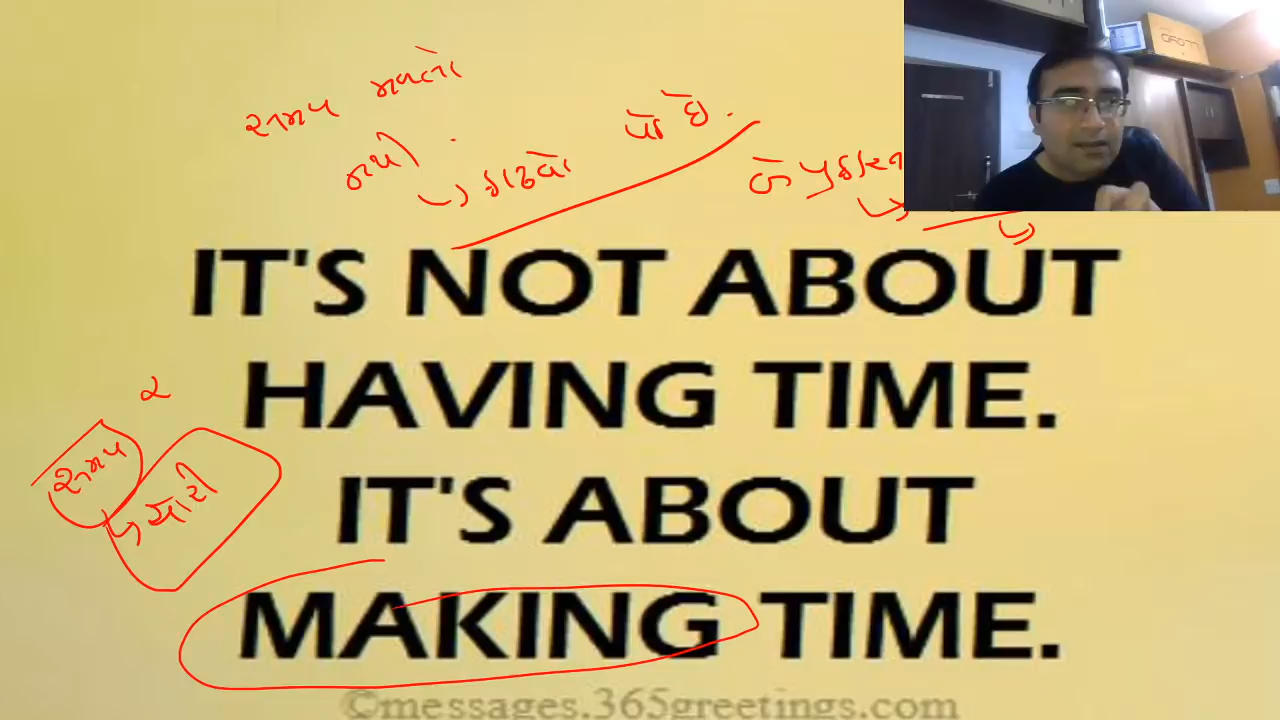 સમય મળતો
નથી
↳ કાઢવો પડે.
IT'S NOT ABOUT
HAVING TIME.
IT'S ABOUT
MAKING TIME.
સમય
©messages.365greetings.com